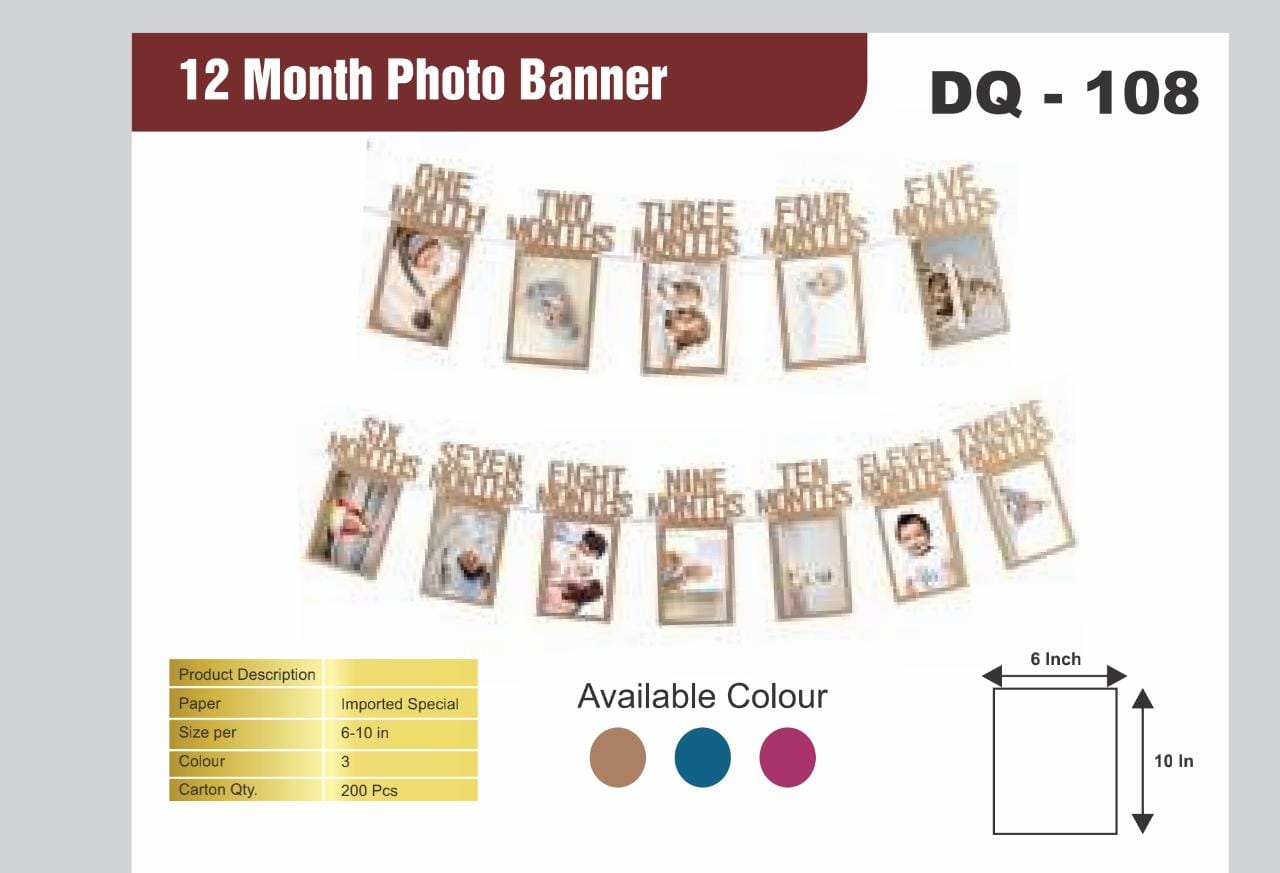 12 Month Photo Banner
DQ - 108
ONE
MONTH
TWO
MONTHS
THREE
MONTHS
FOUR
MONTHS
FIVE
MONTHS
SIX
MONTHS
SEVEN
MONTHS
EIGHT
MONTHS
NINE
MONTHS
TEN
MONTHS
ELEVEN
MONTHS
TWELVE
MONTHS
Product Description
Paper Imported Special
Size per 6-10 in
Colour 3
Carton Qty. 200 Pcs
Available Colour
6 Inch
10 In